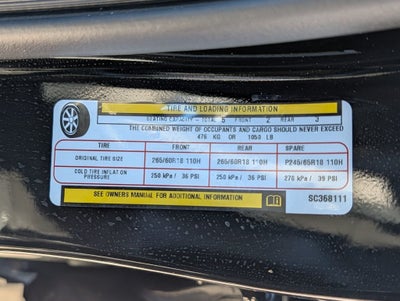 TIRE AND LOADING INFORMATION
SEATING CAPACITY - TOTAL 5 FRONT 2 REAR 3
THE COMBINED WEIGHT OF OCCUPANTS AND CARGO SHOULD NEVER EXCEED
476 KG OR 1050 LB
TIRE FRONT REAR SPARE
ORIGINAL TIRE SIZE 265/60R18 110H 265/60R18 110H P245/65R18 110H
COLD TIRE INFLATION PRESSURE 250 kPa / 36 PSI 250 kPa / 36 PSI 270 kPa / 39 PSI
SEE OWNERS MANUAL FOR ADDITIONAL INFORMATION SC368111